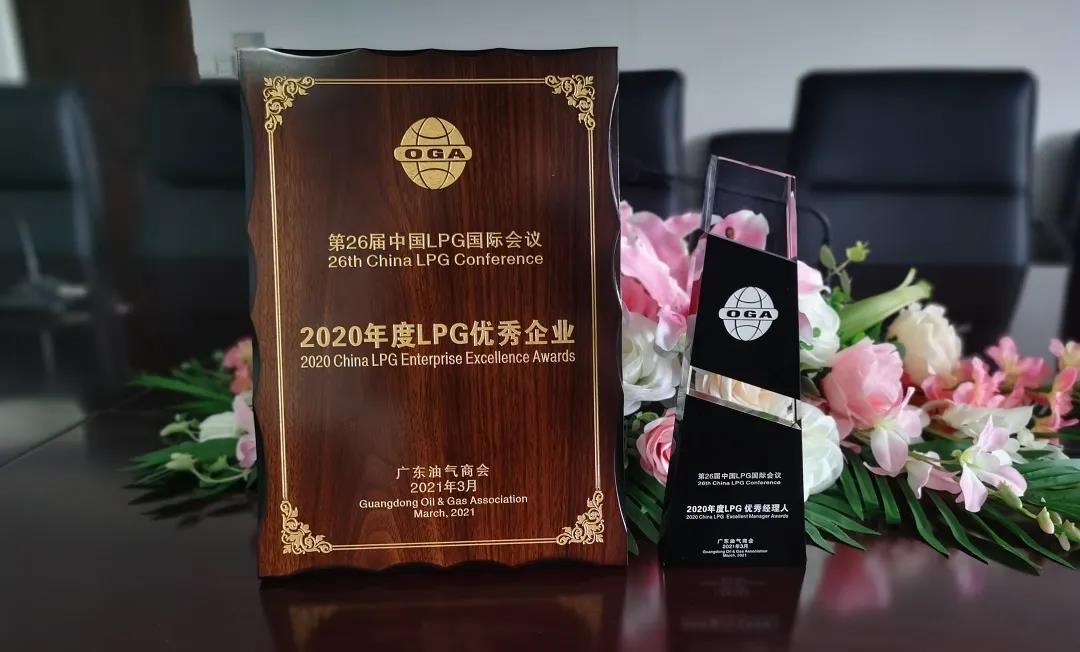 OGA
第26届中国LPG国际会议
26th China LPG Conference
2020年度LPG优秀企业
2020 China LPG Enterprise Excellence Awards
广东油气商会
2021年3月
Guangdong Oil & Gas Association
March, 2021
OGA
第26届中国LPG国际会议
26th China LPG Conference
2020年度LPG 优秀经理人
2020 China LPG Excellent Manager Awards
广东油气商会
2021年3月
Guangdong Oil & Gas Association
March, 2021